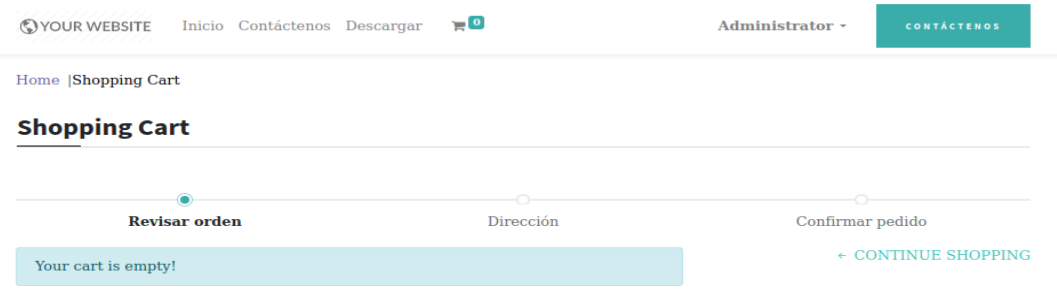 YOUR WEBSITE Inicio Contáctenos Descargar 0 Administrator CONTÁCTENOS
Home |Shopping Cart
Shopping Cart
Revisar orden Dirección Confirmar pedido
Your cart is empty! ← CONTINUE SHOPPING